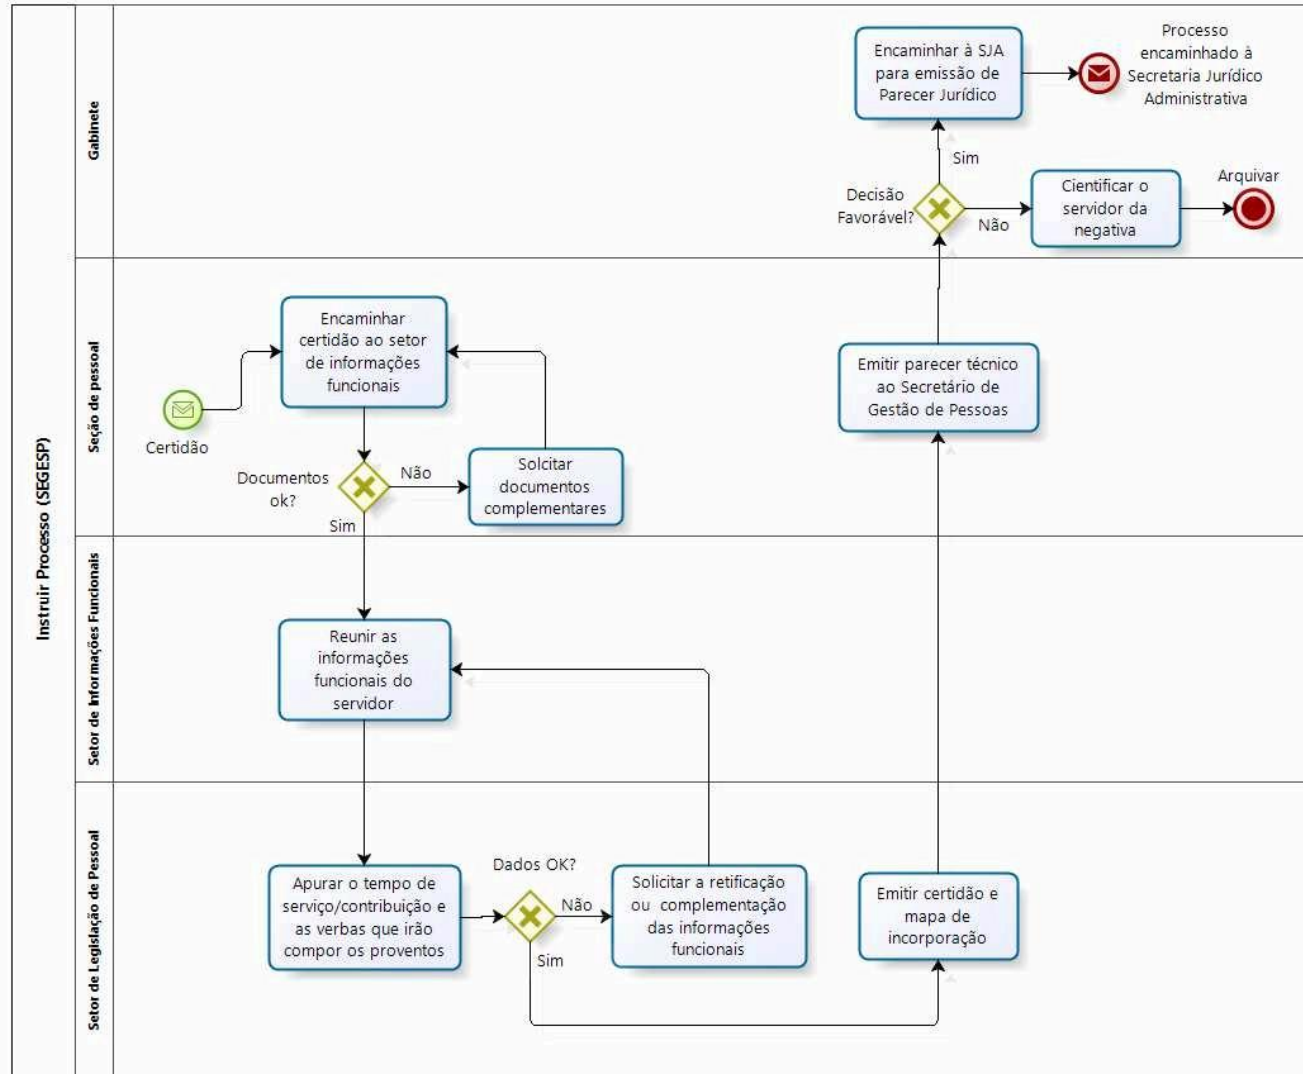 Instruir Processo (SEGESP)
Gabinete
Encaminhar à SJA
para emissão de
Parecer Jurídico
Processo
encaminhado à
Secretaria Jurídico
Administrativa
Sim
Decisão
Favorável?
Não
Cientificar o
servidor da
negativa
Arquivar
Seção de pessoal
Certidão
Encaminhar
certidão ao setor
de informações
funcionais
Documentos
ok?
Não
Sim
Solcitar
documentos
complementares
Emitir parecer técnico
ao Secretário de
Gestão de Pessoas
Setor de Informações Funcionais
Reunir as
informações
funcionais do
servidor
Setor de Legislação de Pessoal
Apurar o tempo de
serviço/contribuição e
as verbas que irão
compor os proventos
Dados OK?
Não
Sim
Solicitar a retificação
ou complementação
das informações
funcionais
Emitir certidão e
mapa de
incorporação